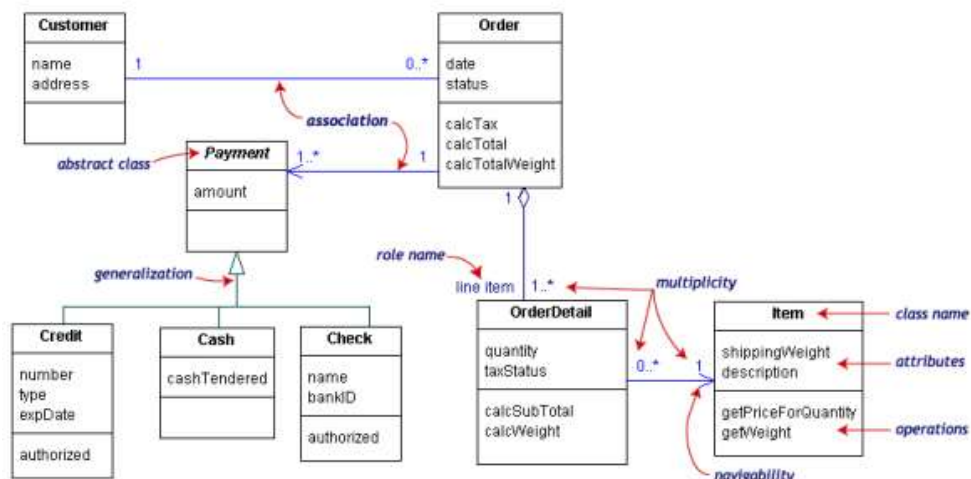 Customer
name
address
1
0..*
association
Order
date
status
calcTax
calcTotal
calcTotalWeight
abstract class
Payment
amount
1..*
1
1
generalization
role name
line item
1..*
multiplicity
Credit
number
type
expDate
authorized
Cash
cashTendered
Check
name
bankID
authorized
OrderDetail
quantity
taxStatus
calcSubTotal
calcWeight
0..*
1
Item
shippingWeight
description
getPriceForQuantity
getWeight
class name
attributes
operations
navigability